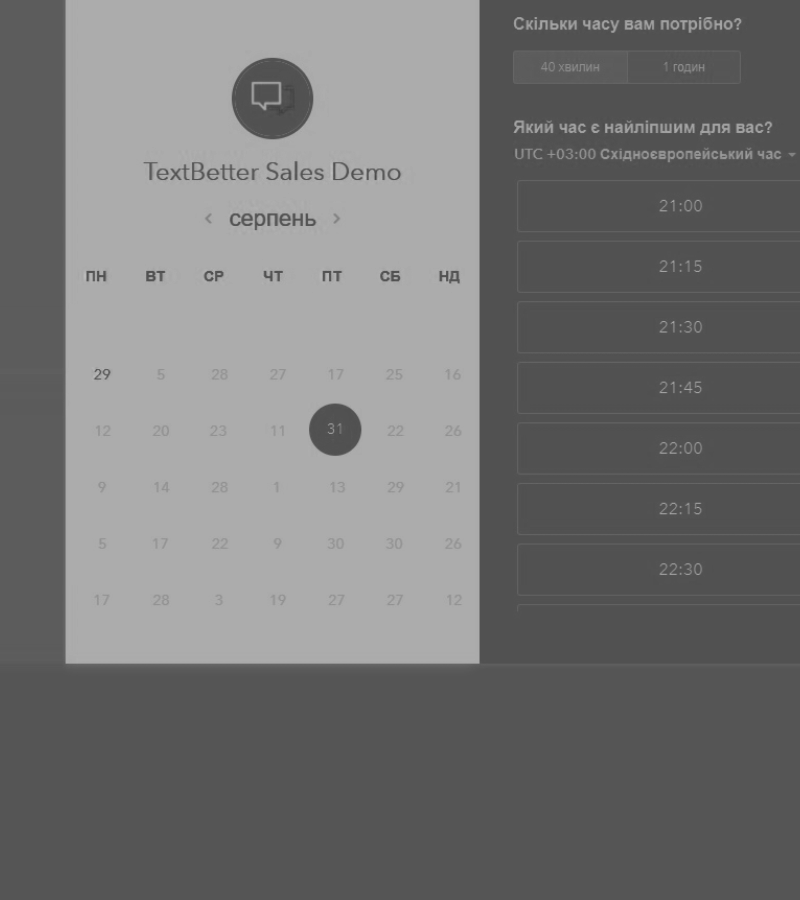 TextBetter Sales Demo
‹ серпень ›
ПН ВТ СР ЧТ ПТ СБ НД
29 5 28 27 17 25 16
12 20 23 11 31 22 26
9 14 28 1 13 29 21
5 17 22 9 30 30 26
17 28 3 19 27 27 12
Скільки часу вам потрібно?
40 хвилин 1 годин
Який час є найліпшим для вас?
UTC +03:00 Східноєвропейський час
21:00
21:15
21:30
21:45
22:00
22:15
22:30